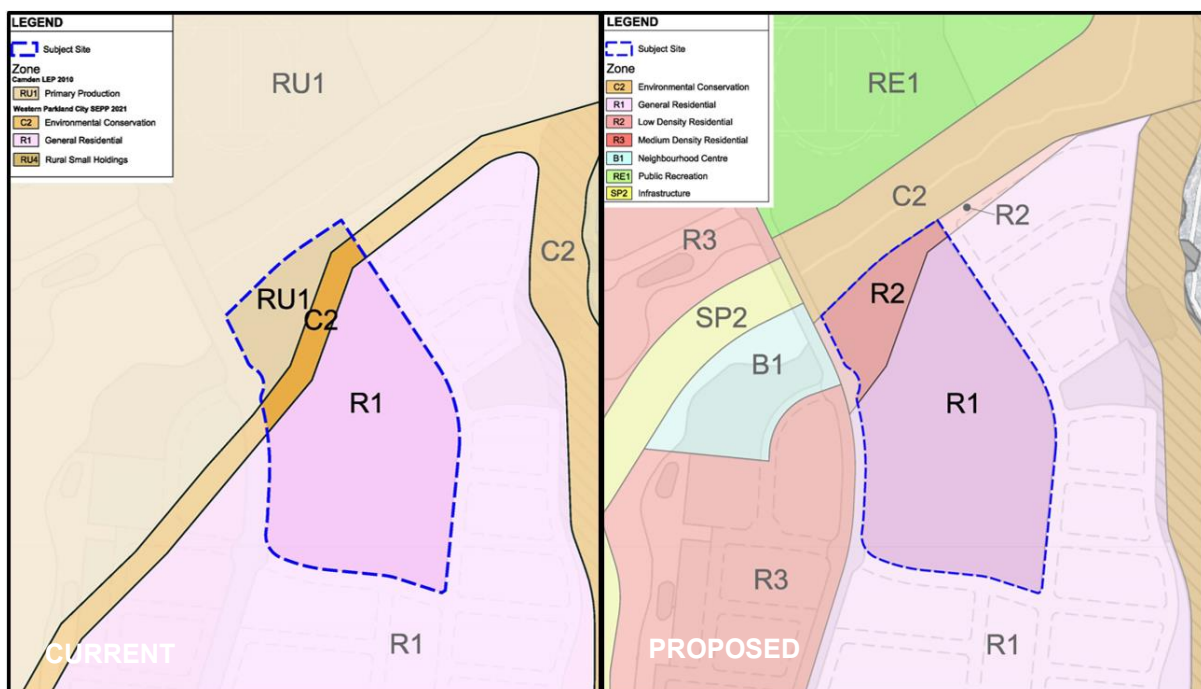 LEGEND
Subject Site
Zone
Camden LEP 2010
RU1 Primary Production
Western Parkland City SEPP 2021
C2 Environmental Conservation
R1 General Residential
RU4 Rural Small Holdings
RU1
C2
RU1
C2
R1
R1
CURRENT
LEGEND
Subject Site
Zone
C2 Environmental Conservation
R1 General Residential
R2 Low Density Residential
R3 Medium Density Residential
B1 Neighbourhood Centre
RE1 Public Recreation
SP2 Infrastructure
RE1
C2
R2
R3
R2
SP2
B1
R1
R3
R1
PROPOSED